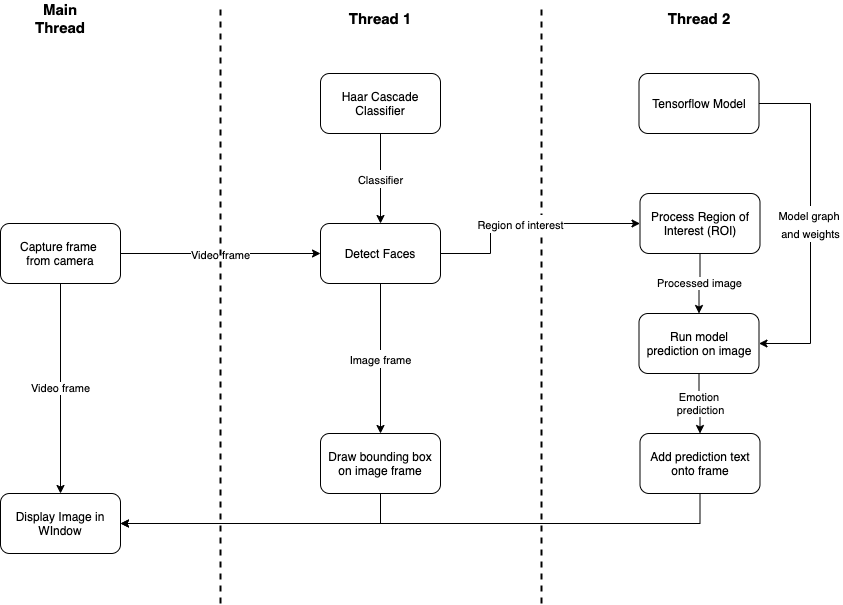 Main
Thread
Thread 1
Thread 2
Haar Cascade
Classifier
Tensorflow Model
Classifier
Capture frame
from camera
Video frame
Detect Faces
Region of interest
Process Region of
Interest (ROI)
Model graph
and weights
Processed image
Run model
prediction on image
Video frame
Image frame
Emotion
prediction
Draw bounding box
on image frame
Add prediction text
onto frame
Display Image in
WIndow